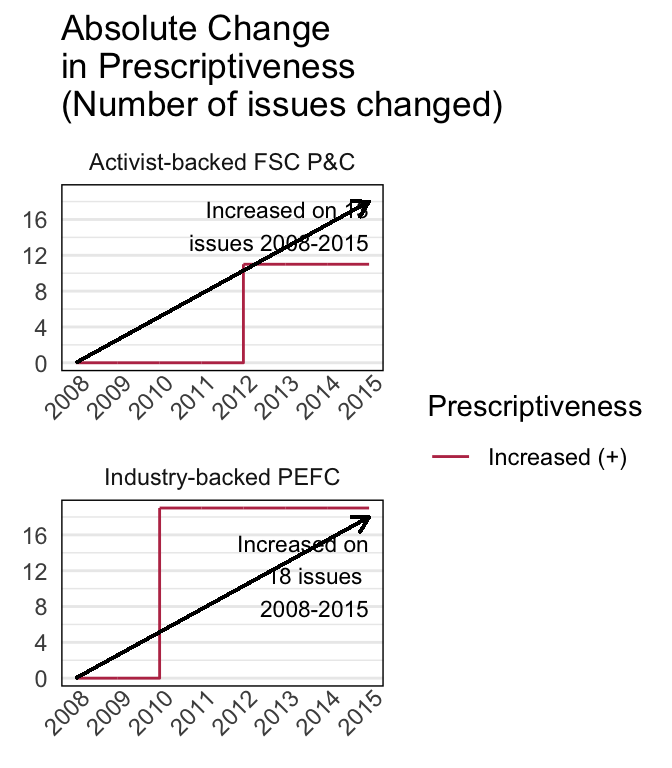 Absolute Change
in Prescriptiveness
(Number of issues changed)
Activist-backed FSC P&C
Increased on
issues 2008-2015
16
12
8
4
0
2008 2009 2010 2011 2012 2013 2014 2015
Prescriptiveness
Increased (+)
Industry-backed PEFC
Increased on
18 issues
2008-2015
16
12
8
4
0
2008 2009 2010 2011 2012 2013 2014 2015